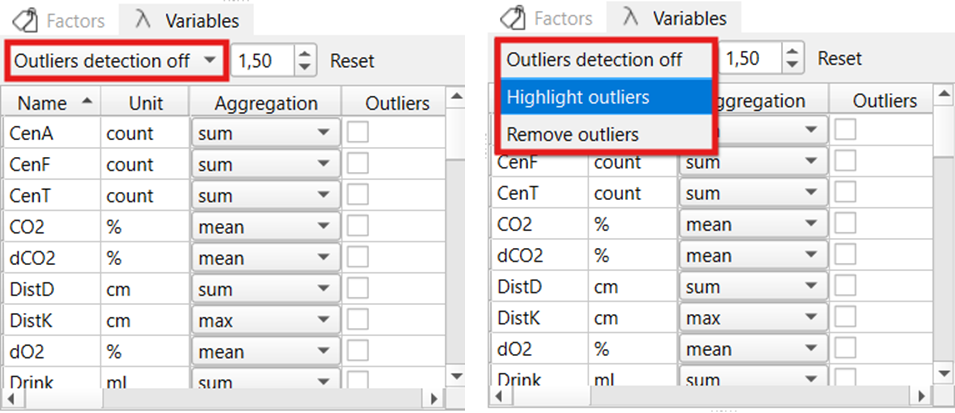 Factors λ Variables
Outliers detection off 1,50 Reset
Name Unit Aggregation Outliers
CenA count sum
CenF count sum
CenT count sum
CO2 % mean
dCO2 % mean
DistD cm sum
DistK cm max
dO2 % mean
Drink ml sum
Factors λ Variables
Outliers detection off 1,50 Reset
Highlight outliers ggregation Outliers
Remove outliers
CenF count sum
CenT count sum
CO2 % mean
dCO2 % mean
DistD cm sum
DistK cm max
dO2 % mean
Drink ml sum